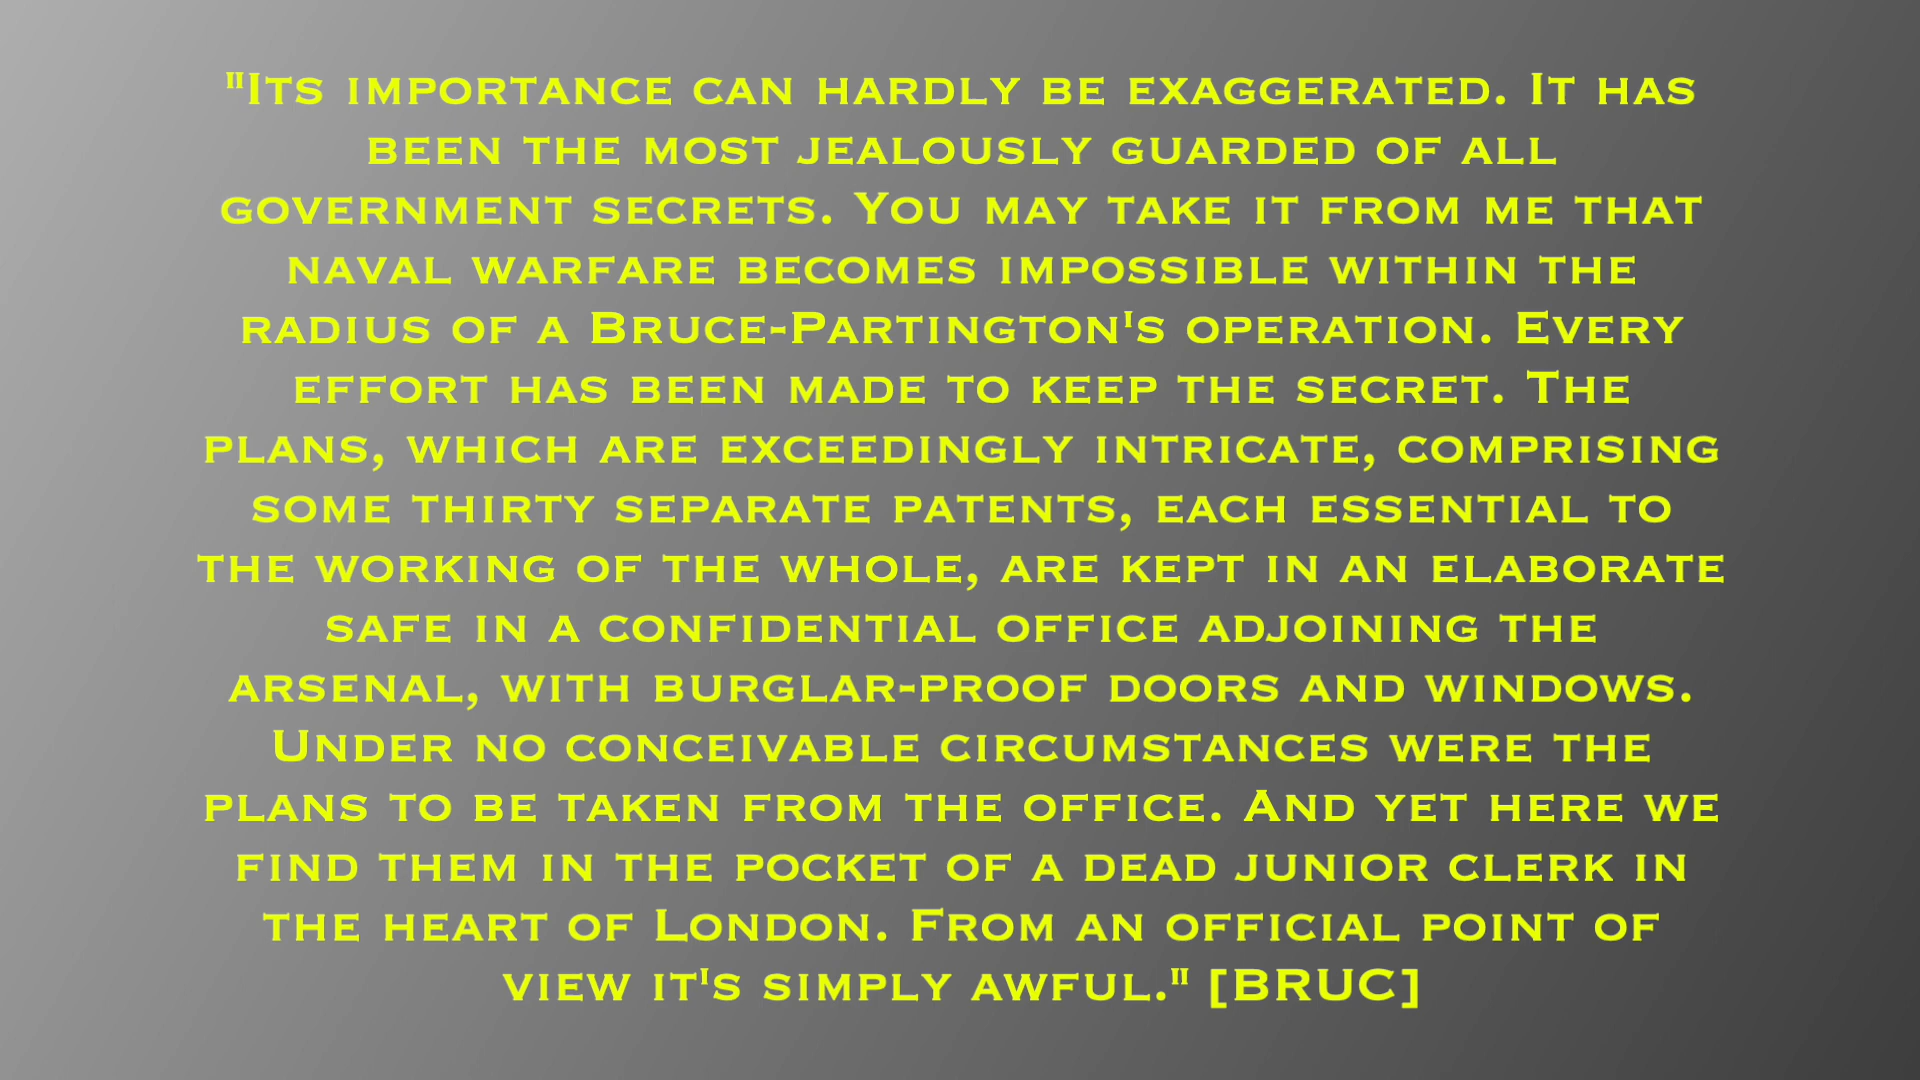 "Its importance can hardly be exaggerated. It has
been the most jealously guarded of all
government secrets. You may take it from me that
naval warfare becomes impossible within the
radius of a Bruce-Partington's operation. Every
effort has been made to keep the secret. The
plans, which are exceedingly intricate, comprising
some thirty separate patents, each essential to
the working of the whole, are kept in an elaborate
safe in a confidential office adjoining the
arsenal, with burglar-proof doors and windows.
Under no conceivable circumstances were the
plans to be taken from the office. And yet here we
find them in the pocket of a dead junior clerk in
the heart of London. From an official point of
view it's simply awful." [BRUC]